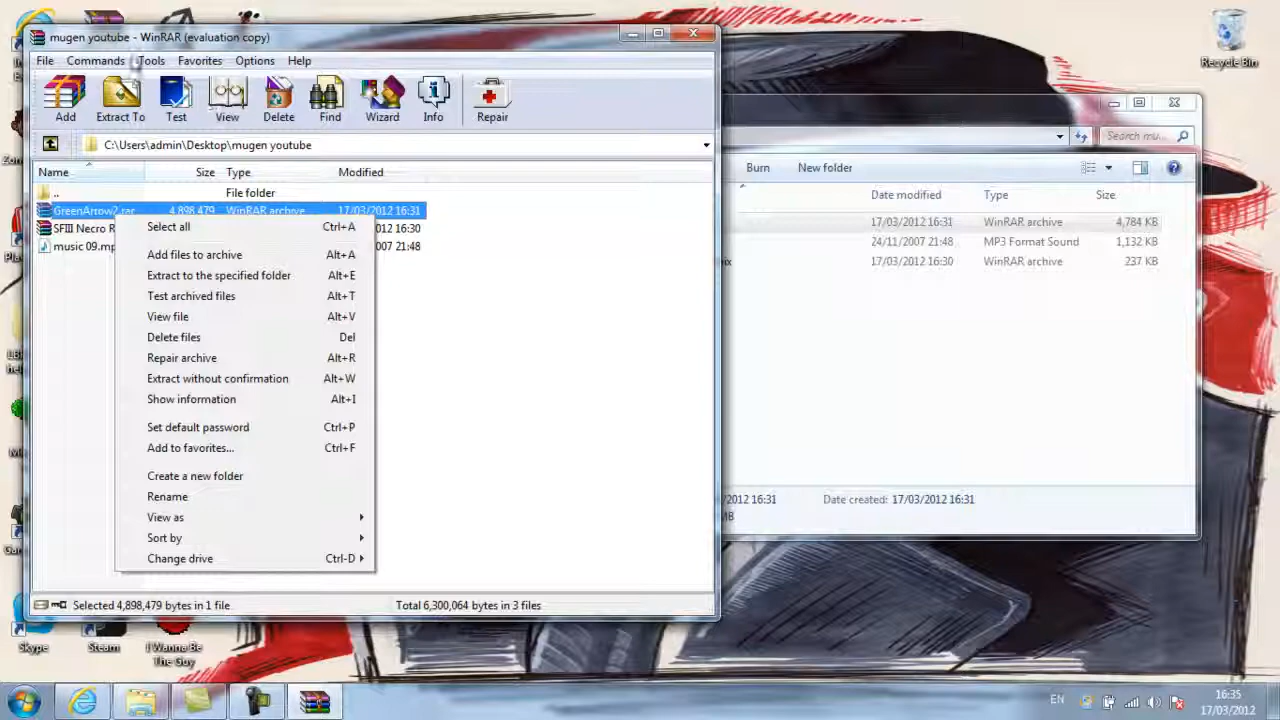 mugen youtube - WinRAR (evaluation copy)
File Commands Tools Favorites Options Help
Add Extract To Test View Delete Find Wizard Info Repair
C:\Users\admin\Desktop\mugen youtube
Name Size Type Modified
.. File folder
GreenArrow2.rar 4,898,479 WinRAR archive 17/03/2012 16:31
SFIII Necro R 2012 16:30
music 09.mp 2007 21:48
Select all Ctrl+A
Add files to archive Alt+A
Extract to the specified folder Alt+E
Test archived files Alt+T
View file Alt+V
Delete files Del
Repair archive Alt+R
Extract without confirmation Alt+W
Show information Alt+I
Set default password Ctrl+P
Add to favorites... Ctrl+F
Create a new folder
Rename
View as
Sort by
Change drive Ctrl-D
Selected 4,898,479 bytes in 1 file Total 6,300,064 bytes in 3 files
Search mu...
Burn New folder
Date modified Type Size
17/03/2012 16:31 WinRAR archive 4,784 KB
24/11/2007 21:48 MP3 Format Sound 1,132 KB
17/03/2012 16:30 WinRAR archive 237 KB
/2012 16:31 Date created: 17/03/2012 16:31
MB
Recycle Bin
Skype Steam I Wanna Be
The Guy
EN
16:35
17/03/2012